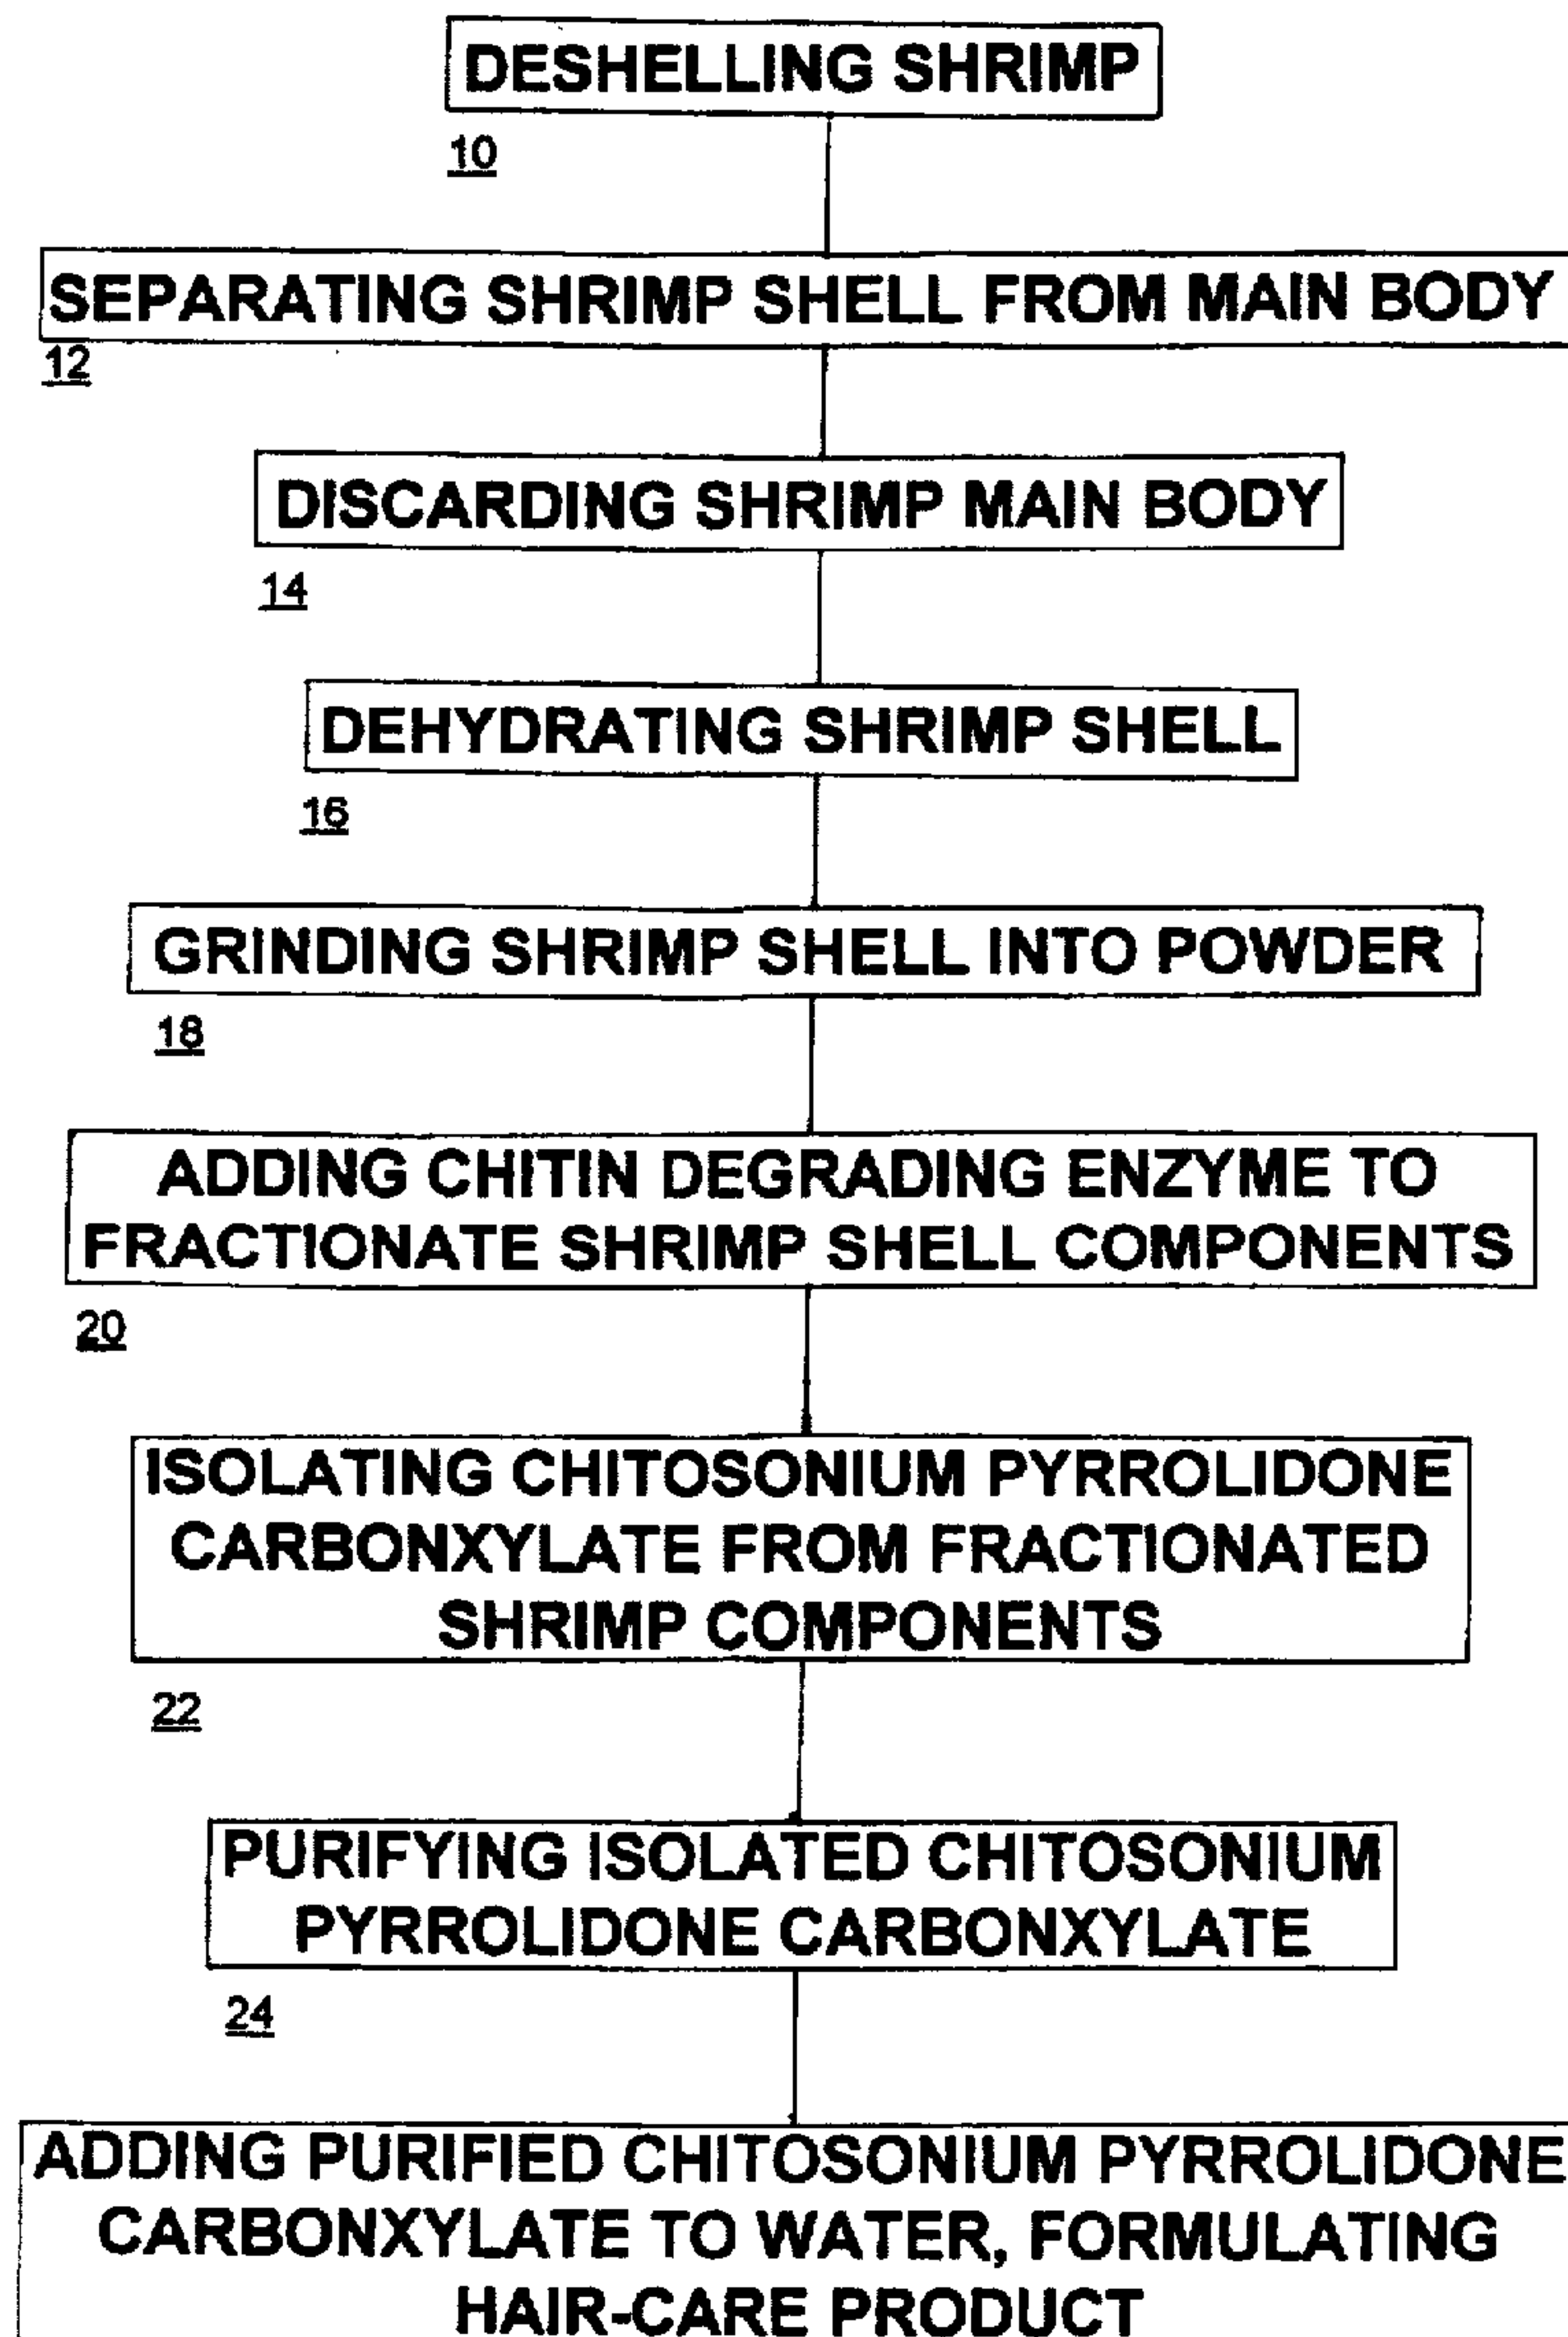 DESHELLING SHRIMP
10
SEPARATING SHRIMP SHELL FROM MAIN BODY
12
DISCARDING SHRIMP MAIN BODY
14
DEHYDRATING SHRIMP SHELL
16
GRINDING SHRIMP SHELL INTO POWDER
18
ADDING CHITIN DEGRADING ENZYME TO
FRACTIONATE SHRIMP SHELL COMPONENTS
20
ISOLATING CHITOSONIUM PYRROLIDONE
CARBONXYLATE FROM FRACTIONATED
SHRIMP COMPONENTS
22
PURIFYING ISOLATED CHITOSONIUM
PYRROLIDONE CARBONXYLATE
24
ADDING PURIFIED CHITOSONIUM PYRROLIDONE
CARBONXYLATE TO WATER, FORMULATING
HAIR-CARE PRODUCT